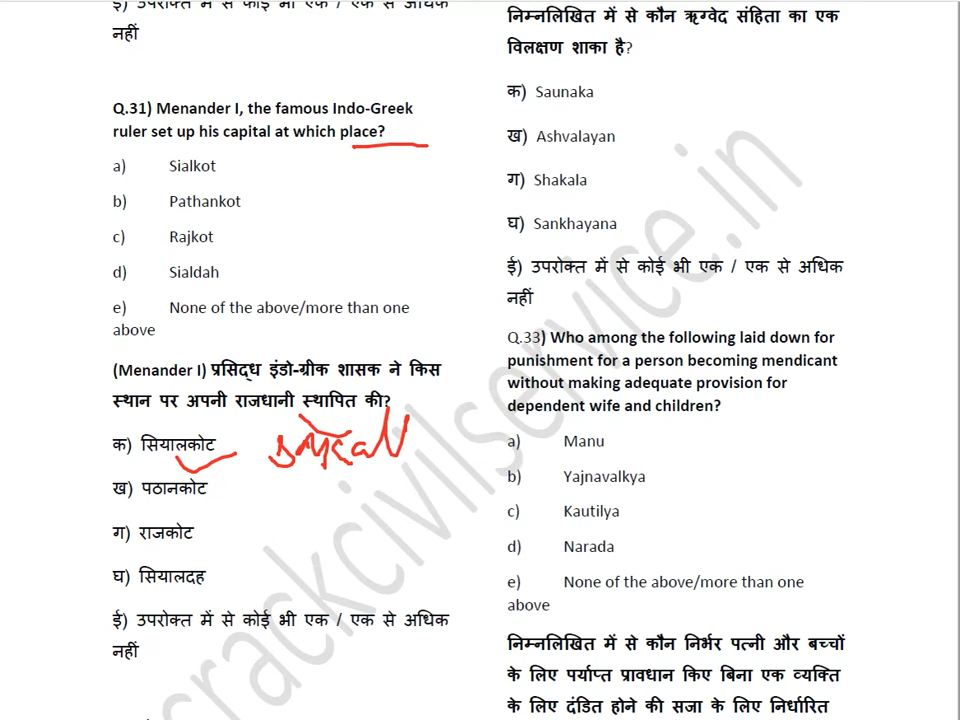 ई) उपरोक्त में से कोई भी एक / एक से अधिक
नहीं
Q.31) Menander I, the famous Indo-Greek
ruler set up his capital at which place?
a) Sialkot
b) Pathankot
c) Rajkot
d) Sialdah
e) None of the above/more than one
above
(Menander I) प्रसिद्ध इंडो-ग्रीक शासक ने किस
स्थान पर अपनी राजधानी स्थापित की?
क) सियालकोट
ख) पठानकोट
ग) राजकोट
घ) सियालदह
ई) उपरोक्त में से कोई भी एक / एक से अधिक
नहीं
निम्नलिखित में से कौन ऋग्वेद संहिता का एक
विलक्षण शाका है?
क) Saunaka
ख) Ashvalayan
ग) Shakala
घ) Sankhayana
ई) उपरोक्त में से कोई भी एक / एक से अधिक
नहीं
Q.33) Who among the following laid down for
punishment for a person becoming mendicant
without making adequate provision for
dependent wife and children?
a) Manu
b) Yajnavalkya
c) Kautilya
d) Narada
e) None of the above/more than one
above
निम्नलिखित में से कौन निर्भर पत्नी और बच्चों
के लिए पर्याप्त प्रावधान किए बिना एक व्यक्ति
के लिए दंडित होने की सजा के लिए निर्धारित
crackcivilservice.in